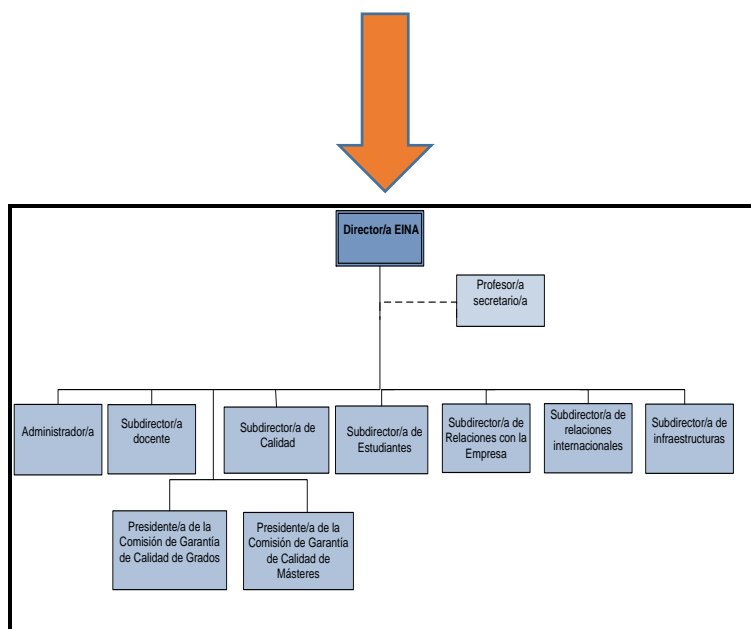 Director/a EINA
Profesor/a
secretario/a
Administrador/a
Subdirector/a
docente
Subdirector/a de
Calidad
Subdirector/a de
Estudiantes
Subdirector/a de
Relaciones con la
Empresa
Subdirector/a de
relaciones
internacionales
Subdirector/a de
infraestructuras
Presidente/a de la
Comisión de Garantía
de Calidad de Grados
Presidente/a de la
Comisión de Garantía
de Calidad de
Másteres